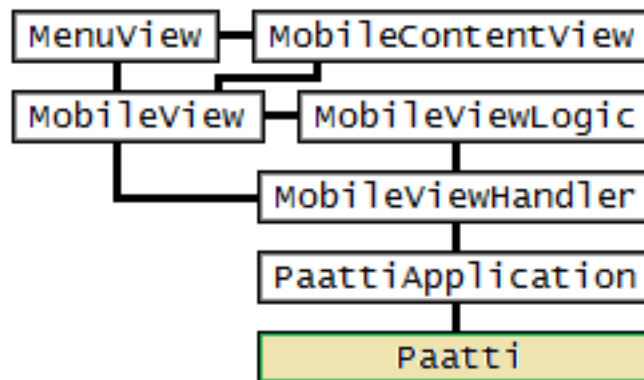 MenuView MobileContentView
MobileView MobileViewLogic
MobileViewHandler
PaattiApplication
Paatti